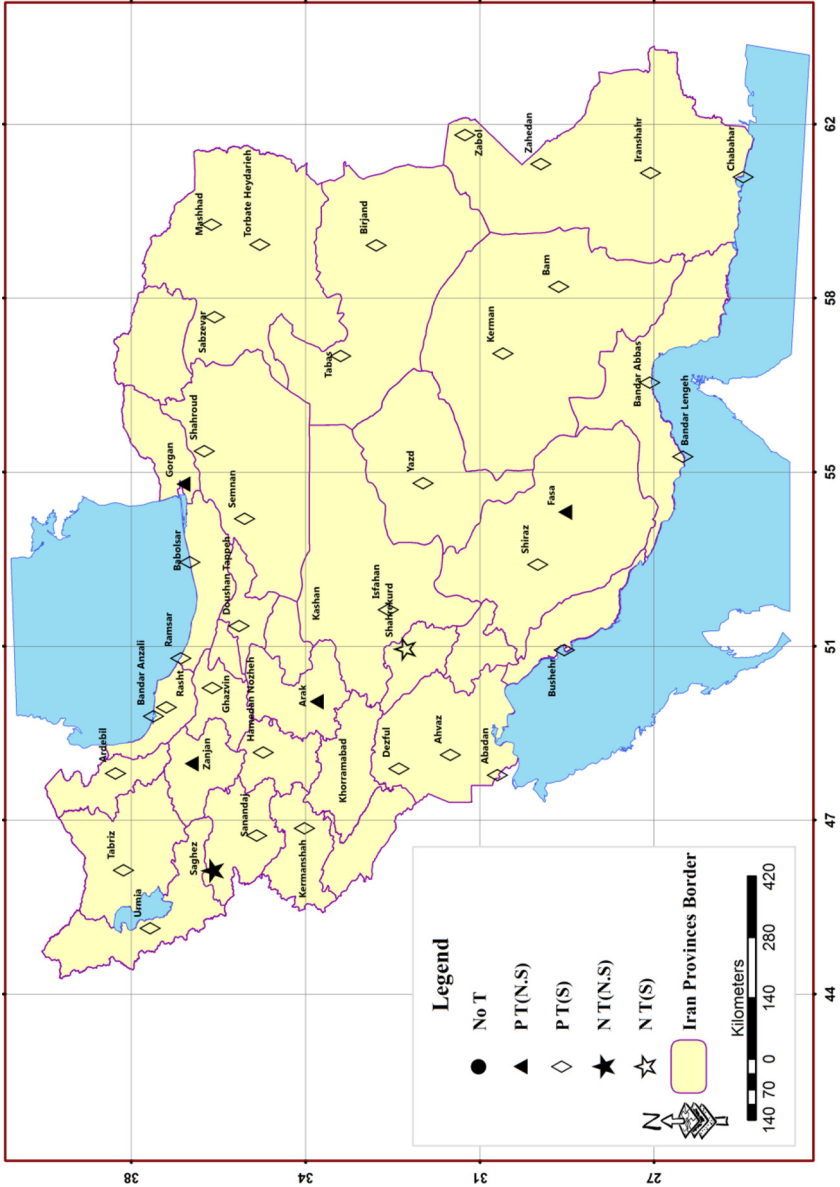 62
58
55
51
47
44
38
34
31
27
Mashhad
Torbate Heydarieh
Sabzevar
Birjand
Tabas
Zabol
Zahedan
Iranshahr
Chabahar
Bam
Kerman
Bandar Abbas
Bandar Lengeh
Shahroud
Gorgan
Semnan
Yazd
Fasa
Shiraz
Babolsar
Doushan Tappeh
Kashan
Isfahan
Shahrekurd
Bushehr
Ramsar
Bandar Anzali
Rasht
Ghazvin
Hamedan Nozheh
Arak
Khorramabad
Dezful
Ahvaz
Abadan
Ardebil
Zanjan
Sanandaj
Kermanshah
Tabriz
Saghez
Urmia
Legend
No T
P T(N.S)
P T(S)
N T(N.S)
N T(S)
Iran Provinces Border
N
Kilometers
140 70 0 140 280 420